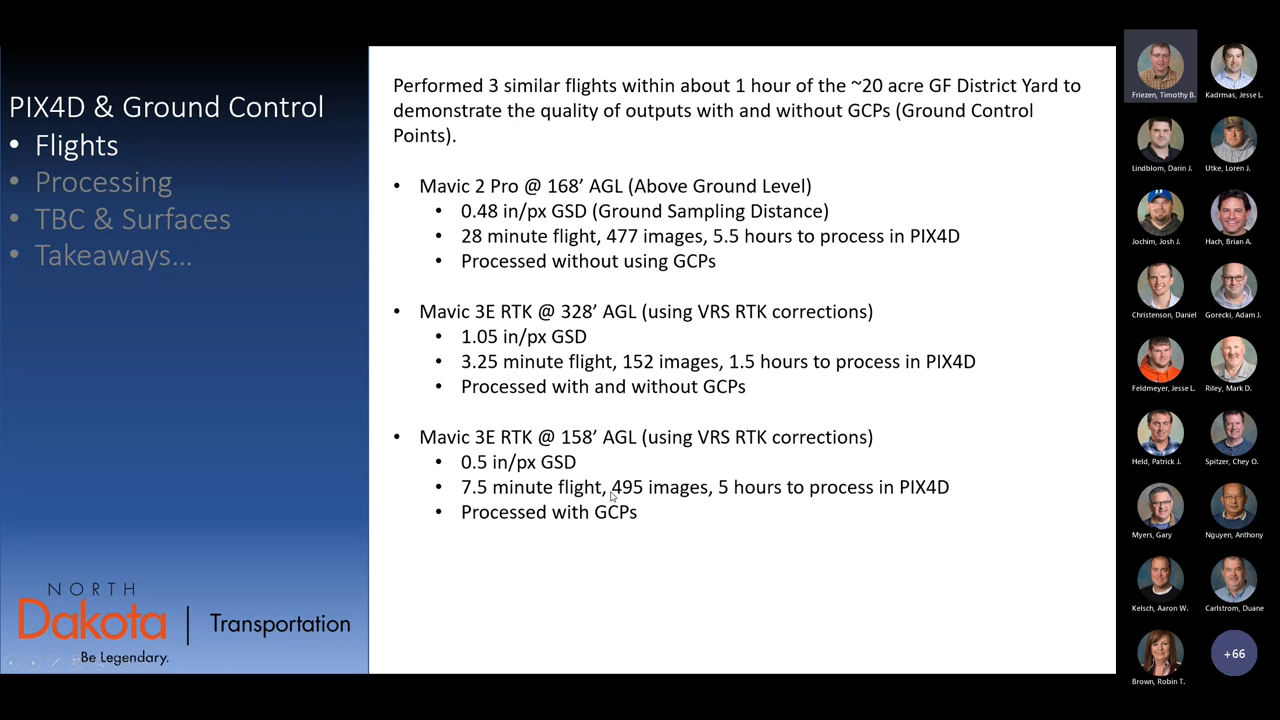 PIX4D & Ground Control
• Flights
• Processing
• TBC & Surfaces
• Takeaways...
NORTH
Dakota | Transportation
Be Legendary.
Performed 3 similar flights within about 1 hour of the ~20 acre GF District Yard to
demonstrate the quality of outputs with and without GCPs (Ground Control
Points).
• Mavic 2 Pro @ 168’ AGL (Above Ground Level)
• 0.48 in/px GSD (Ground Sampling Distance)
• 28 minute flight, 477 images, 5.5 hours to process in PIX4D
• Processed without using GCPs
• Mavic 3E RTK @ 328’ AGL (using VRS RTK corrections)
• 1.05 in/px GSD
• 3.25 minute flight, 152 images, 1.5 hours to process in PIX4D
• Processed with and without GCPs
• Mavic 3E RTK @ 158’ AGL (using VRS RTK corrections)
• 0.5 in/px GSD
• 7.5 minute flight, 495 images, 5 hours to process in PIX4D
• Processed with GCPs
Friezen, Timothy B.
Kadrmas, Jesse L.
Lindblom, Darin J.
Utke, Loren J.
Jochim, Josh J.
Hach, Brian A.
Christenson, Daniel
Gorecki, Adam J.
Feldmeyer, Jesse L.
Riley, Mark D.
Held, Patrick J.
Spitzer, Chey O.
Myers, Gary
Nguyen, Anthony
Kelsch, Aaron W.
Carlstrom, Duane
Brown, Robin T.
+66